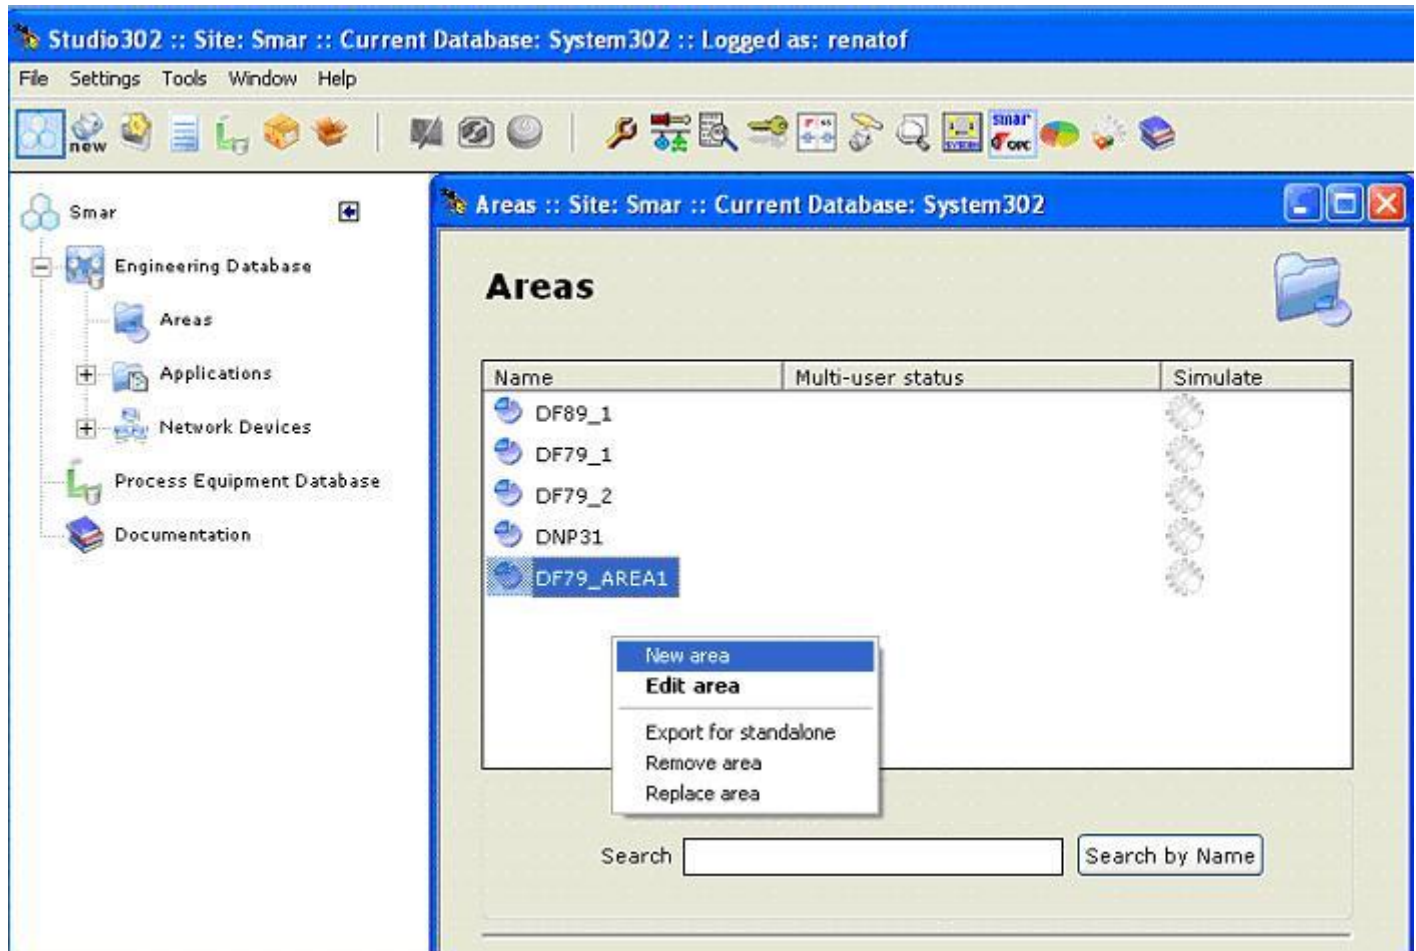 Studio302 :: Site: Smar :: Current Database: System302 :: Logged as: renatof
File Settings Tools Window Help
new
SYSTEM
smar
OPC
Smar
Engineering Database
Areas
Applications
Network Devices
Process Equipment Database
Documentation
Areas :: Site: Smar :: Current Database: System302
Areas
Name Multi-user status Simulate
DF89_1
DF79_1
DF79_2
DNP31
DF79_AREA1
New area
Edit area
Export for standalone
Remove area
Replace area
Search Search by Name